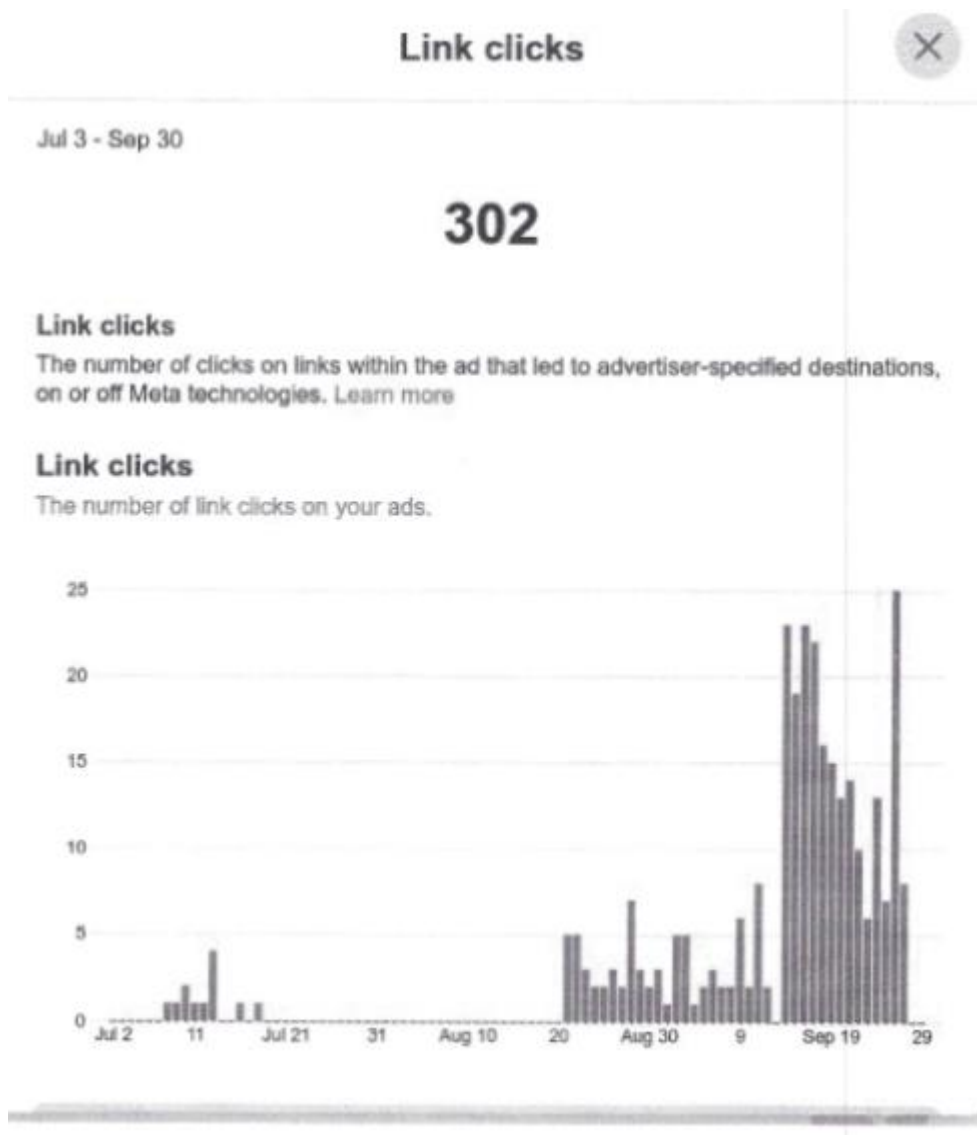 Link clicks
Jul 3 - Sep 30
302
Link clicks
The number of clicks on links within the ad that led to advertiser-specified destinations,
on or off Meta technologies. Learn more
Link clicks
The number of link clicks on your ads.
25
20
15
10
5
0
Jul 2 11 Jul 21 31 Aug 10 20 Aug 30 9 Sep 19 29